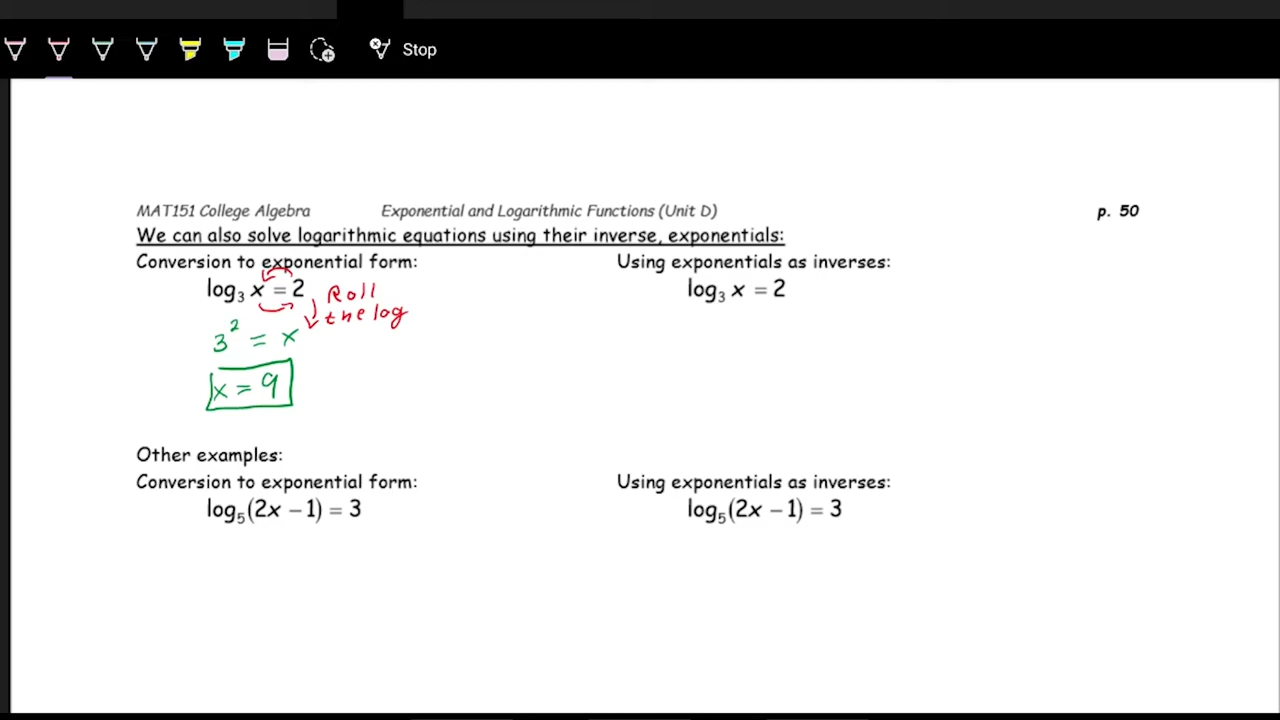 Stop
MAT151 College Algebra Exponential and Logarithmic Functions (Unit D) p. 50
We can also solve logarithmic equations using their inverse, exponentials:
Conversion to exponential form: Using exponentials as inverses:
log₃ x = 2 log₃ x = 2
Roll
the log
3² = x
x = 9
Other examples:
Conversion to exponential form: Using exponentials as inverses:
log₅(2x – 1) = 3 log₅(2x – 1) = 3